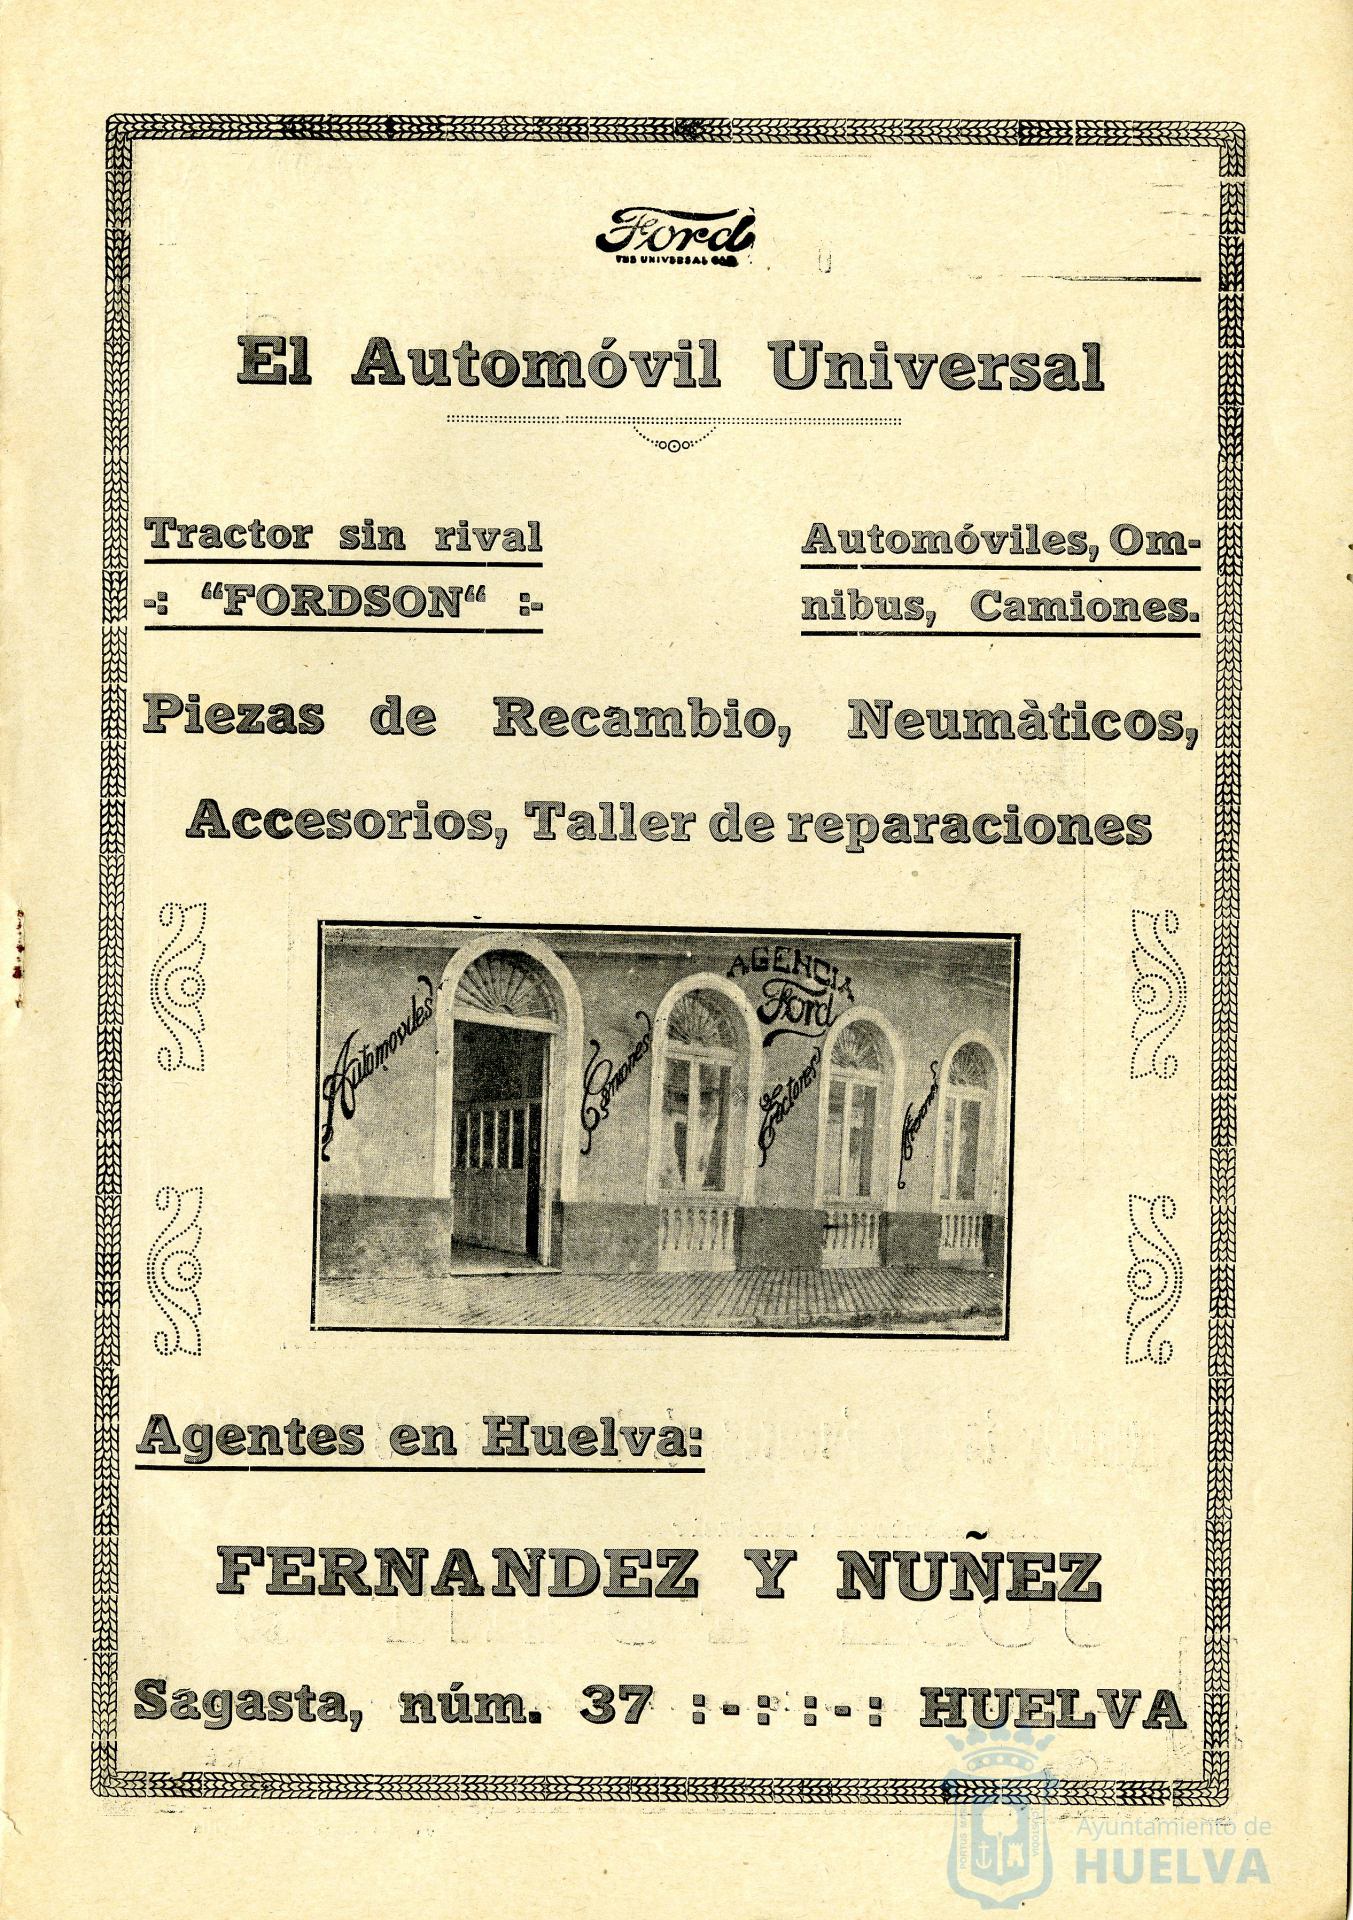 Ford
THE UNIVERSAL CAR
El Automóvil Universal
Tractor sin rival
-: “FORDSON“ :-
Automóviles, Om-
nibus, Camiones.
Piezas de Recambio, Neumàticos,
Accesorios, Taller de reparaciones
AGENCIA
Ford
Automoviles
Camiones
Tractores
Agentes en Huelva:
FERNANDEZ Y NUÑEZ
Sagasta, núm. 37 :-: :-: HUELVA
Ayuntamiento de
HUELVA